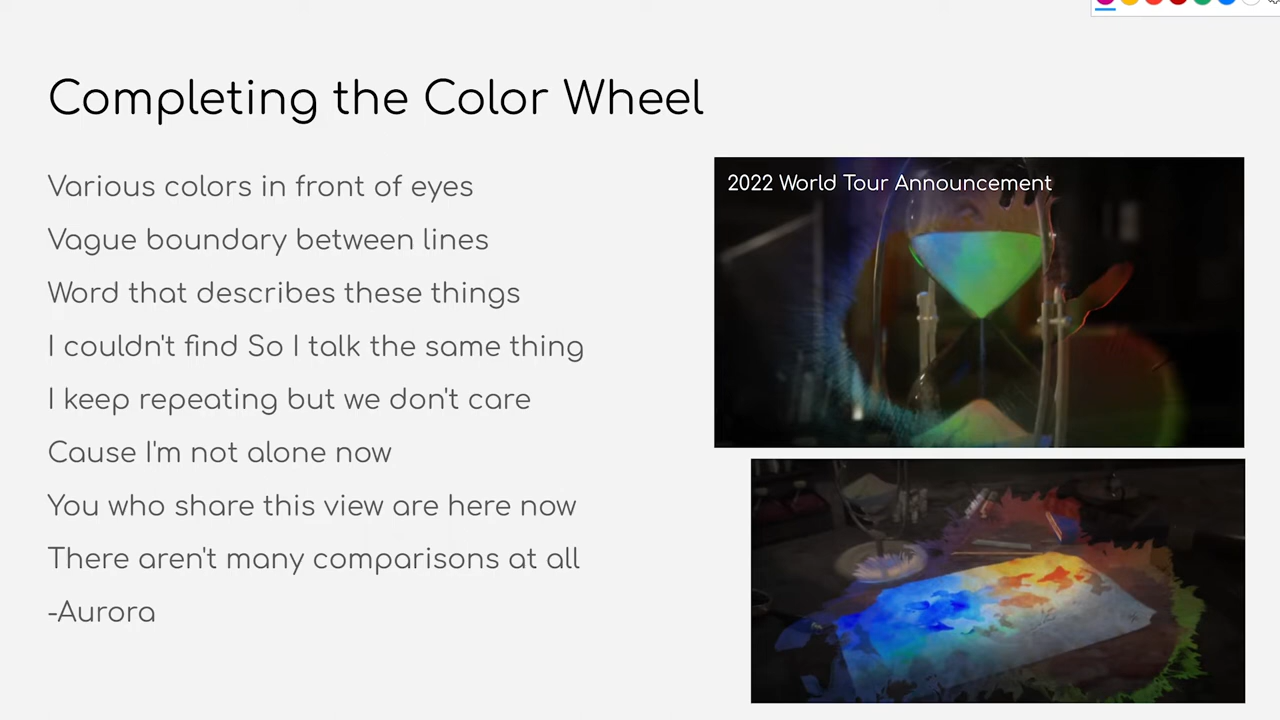 Completing the Color Wheel
Various colors in front of eyes
Vague boundary between lines
Word that describes these things
I couldn't find So I talk the same thing
I keep repeating but we don't care
Cause I'm not alone now
You who share this view are here now
There aren't many comparisons at all
-Aurora
2022 World Tour Announcement